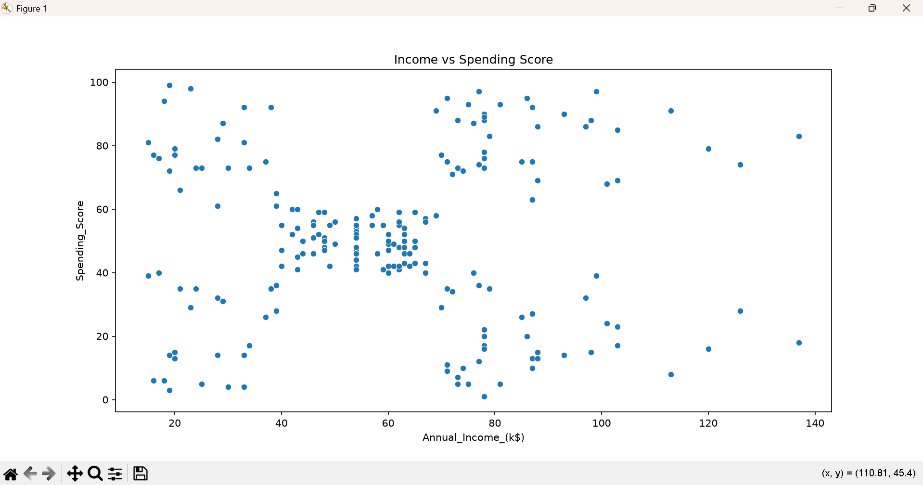 Figure 1
Income vs Spending Score
100
80
60
40
20
0
Spending_Score
20 40 60 80 100 120 140
Annual_Income_(k$)
(x, y) = (110.81, 45.4)